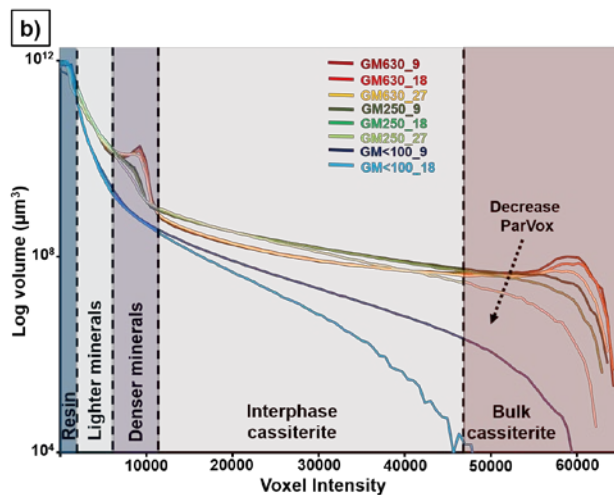 b)
10¹²
10⁸
10⁴
Log volume (μm³)
GM630_9
GM630_18
GM630_27
GM250_9
GM250_18
GM250_27
GM<100_9
GM<100_18
Decrease
ParVox
Resin
Lighter minerals
Denser minerals
Interphase
cassiterite
Bulk
cassiterite
10000
20000
30000
40000
50000
60000
Voxel Intensity